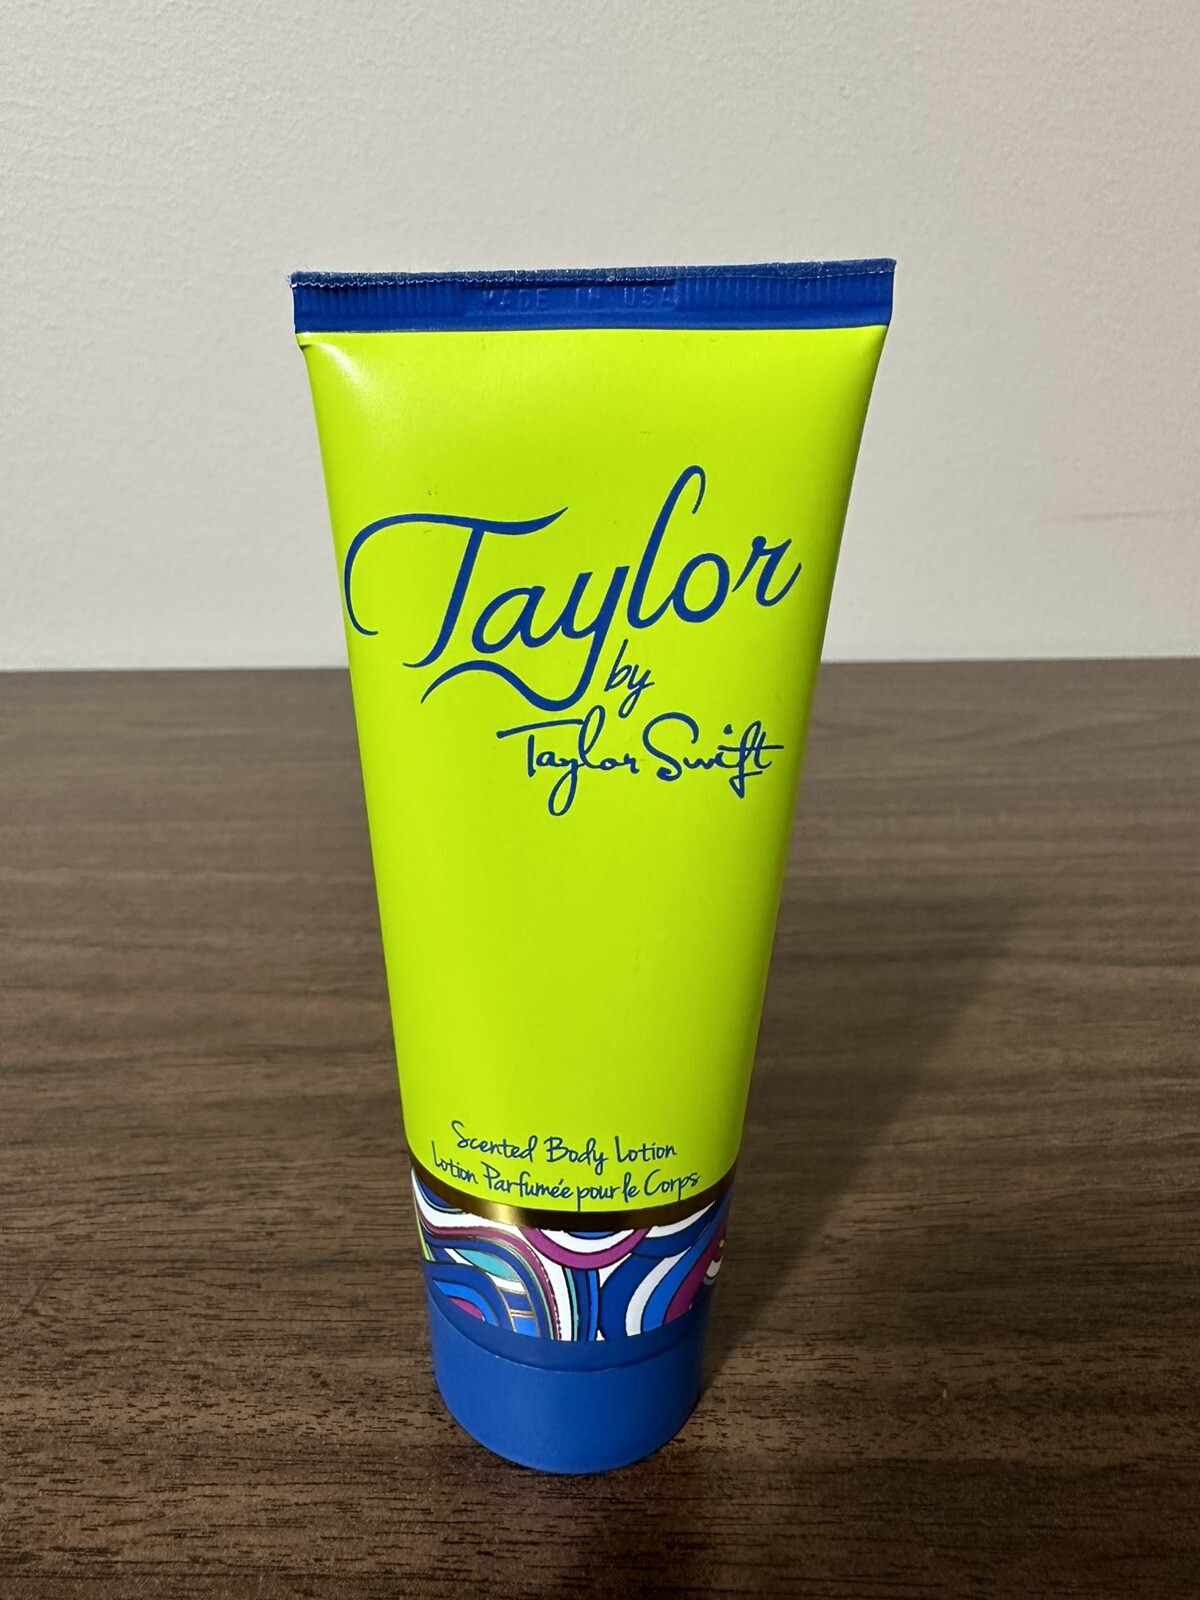 MADE IN USA
Taylor
by
Taylor Swift
Scented Body Lotion
Lotion Parfumée pour le Corps